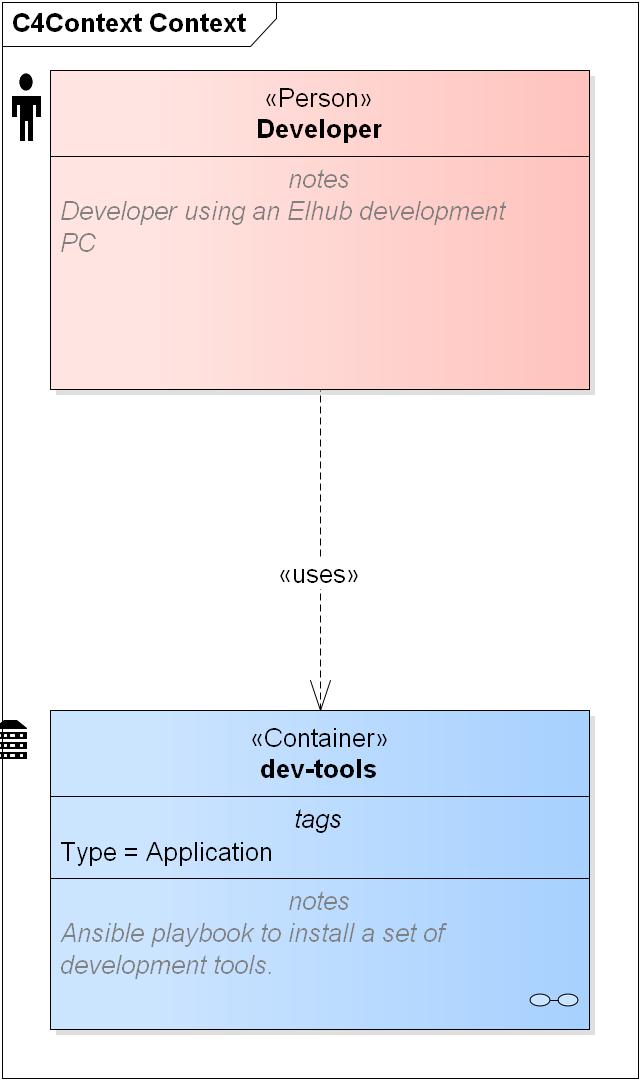 C4Context Context
«Person»
Developer
notes
Developer using an Elhub development
PC
«uses»
«Container»
dev-tools
tags
Type = Application
notes
Ansible playbook to install a set of
development tools.